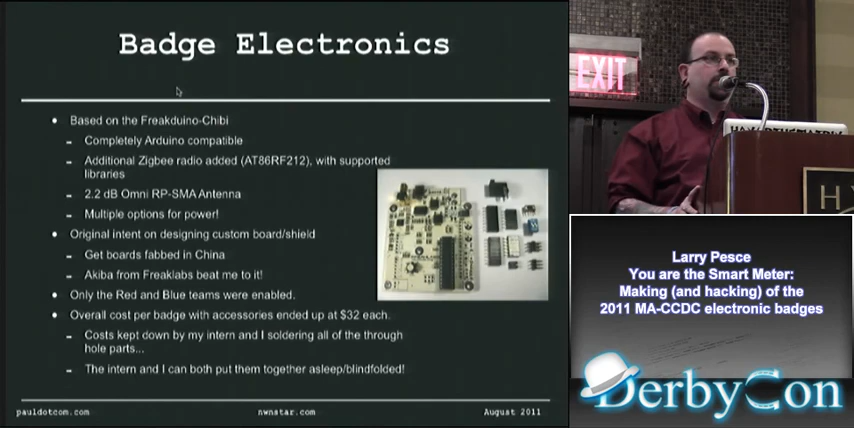 Badge Electronics
Based on the Freakduino-Chibi
Completely Arduino compatible
Additional Zigbee radio added (AT86RF212), with supported
libraries
2.2 dB Omni RP-SMA Antenna
Multiple options for power!
Original intent on designing custom board/shield
Get boards fabbed in China
Akiba from Freaklabs beat me to it!
Only the Red and Blue teams were enabled.
Overall cost per badge with accessories ended up at $32 each.
Costs kept down by my intern and I soldering all of the through
hole parts...
The intern and I can both put them together asleep/blindfolded!
pauldotcom.com
nwnstar.com
August 2011
EXIT
Larry Pesce
You are the Smart Meter:
Making (and hacking) of the
2011 MA-CCDC electronic badges
DerbyCon